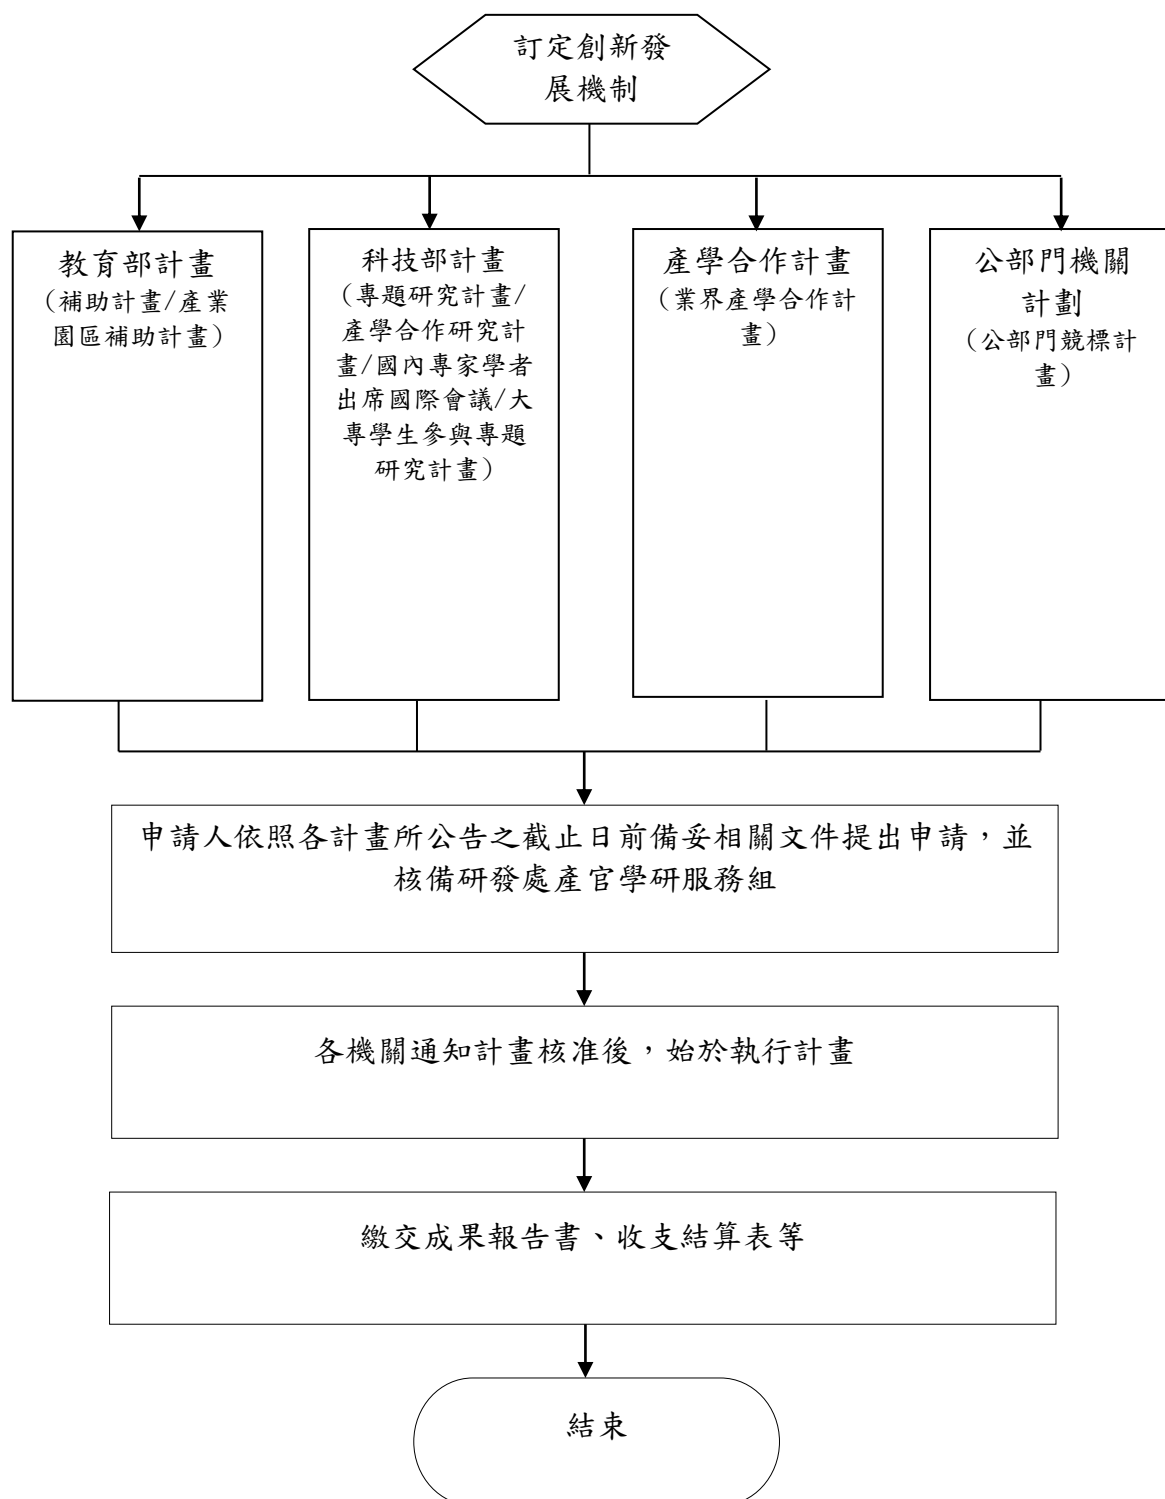 訂定創新發
展機制
教育部計畫
(補助計畫/產業
園區補助計畫)
科技部計畫
(專題研究計畫/
產學合作研究計
畫/國內專家學者
出席國際會議/大
專學生參與專題
研究計畫)
產學合作計畫
(業界產學合作計
畫)
公部門機關
計劃
(公部門競標計
畫)
申請人依照各計畫所公告之截止日前備妥相關文件提出申請，並
核備研發處產官學研服務組
各機關通知計畫核准後，始於執行計畫
繳交成果報告書、收支結算表等
結束